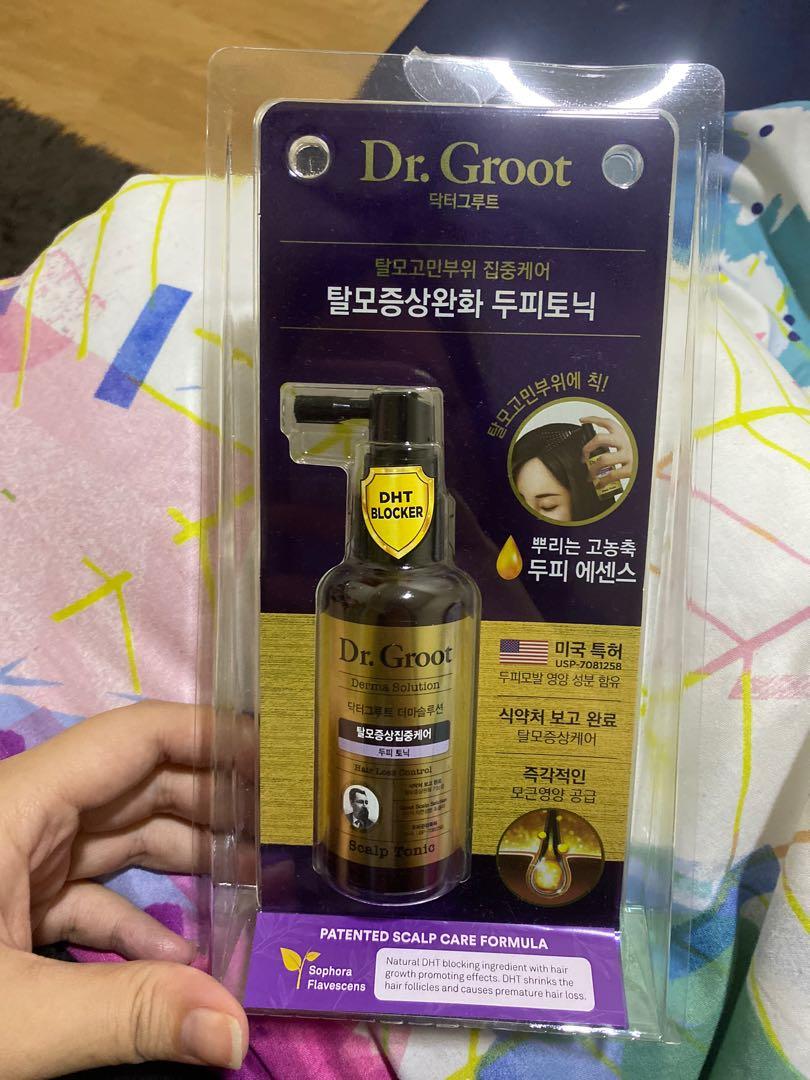 Dr. Groot
닥터그루트
탈모고민부위 집중케어
탈모증상완화 두피토닉
탈모고민부위에 칙!
DHT
BLOCKER
뿌리는 고농축
두피 에센스
Dr. Groot
Derma Solution
닥터그루트 더마솔루션
탈모증상집중케어
두피 토닉
Hair Loss Control
식약처 보고 완료
Scalp Tonic
미국 특허
USP-7081258
두피모발 영양 성분 함유
식약처 보고 완료
탈모증상케어
즉각적인
모근영양 공급
PATENTED SCALP CARE FORMULA
Sophora
Flavescens
Natural DHT blocking ingredient with hair
growth promoting effects. DHT shrinks the
hair follicles and causes premature hair loss.